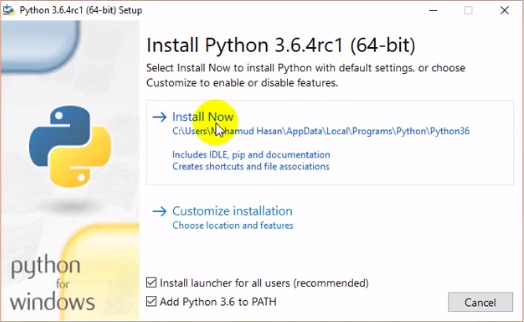 Python 3.6.4rc1 (64-bit) Setup
Install Python 3.6.4rc1 (64-bit)
Select Install Now to install Python with default settings, or choose
Customize to enable or disable features.
Install Now
C:\Users\Mahamud Hasan\AppData\Local\Programs\Python\Python36
Includes IDLE, pip and documentation
Creates shortcuts and file associations
Customize installation
Choose location and features
python
for
windows
Install launcher for all users (recommended)
Add Python 3.6 to PATH
Cancel